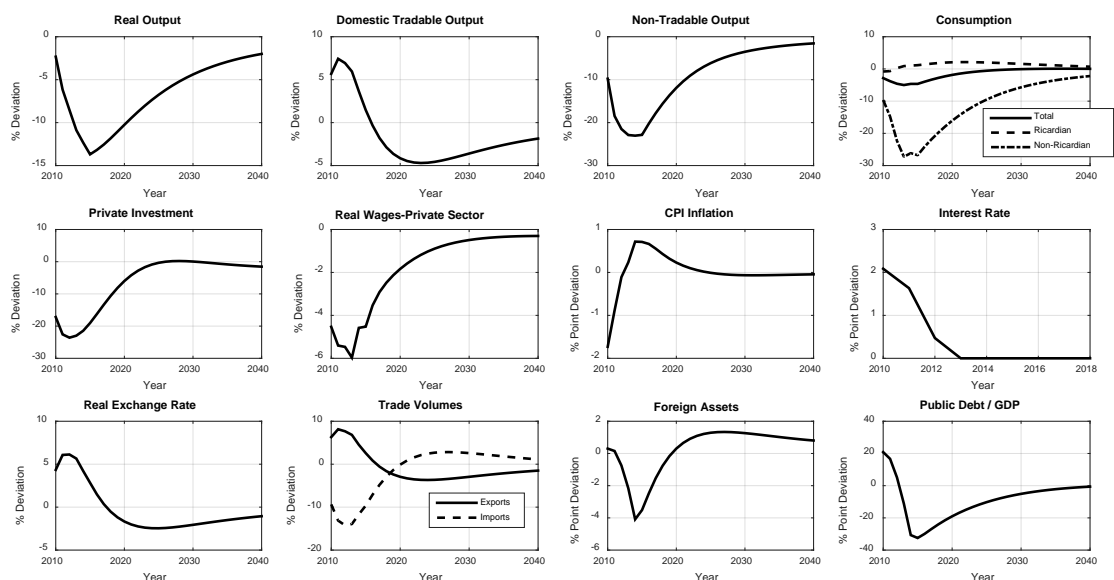 Real Output
0
-5
-10
-15
% Deviation
2010 2020 2030 2040
Year
Domestic Tradable Output
10
5
0
-5
% Deviation
2010 2020 2030 2040
Year
Non-Tradable Output
0
-10
-20
-30
% Deviation
2010 2020 2030 2040
Year
Consumption
10
0
-10
-20
-30
% Deviation
Total
Ricardian
Non-Ricardian
2010 2020 2030 2040
Year
Private Investment
10
0
-10
-20
-30
% Deviation
2010 2020 2030 2040
Year
Real Wages-Private Sector
0
-2
-4
-6
% Deviation
2010 2020 2030 2040
Year
CPI Inflation
1
0
-1
-2
% Point Deviation
2010 2020 2030 2040
Year
Interest Rate
3
2
1
0
% Point Deviation
2010 2012 2014 2016 2018
Year
Real Exchange Rate
10
5
0
-5
% Deviation
2010 2020 2030 2040
Year
Trade Volumes
10
0
-10
-20
% Deviation
Exports
Imports
2010 2020 2030 2040
Year
Foreign Assets
2
0
-2
-4
-6
% Point Deviation
2010 2020 2030 2040
Year
Public Debt / GDP
40
20
0
-20
-40
% Point Deviation
2010 2020 2030 2040
Year